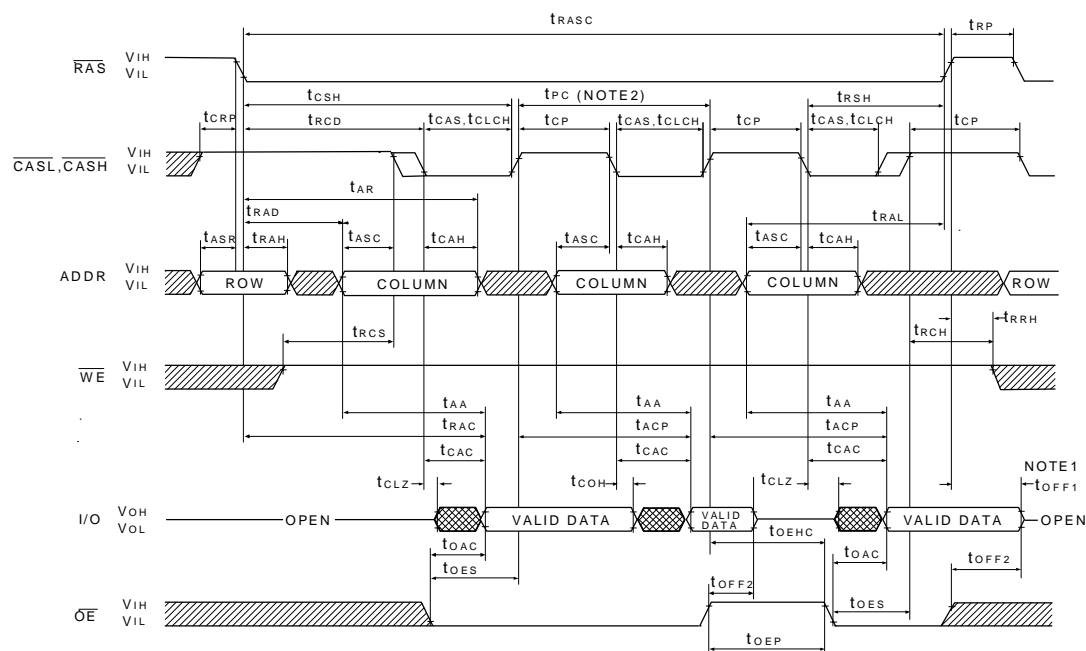 tRASC tRP
RAS VIH
VIL
tCSH tPC (NOTE2) tRSH
tCRP tRCD tCAS,tCLCH tCP tCAS,tCLCH tCP tCAS,tCLCH tCP
CASL,CASH VIH
VIL
tAR
tRAD tRAL
tASR tRAH tASC tCAH tASC tCAH tASC tCAH
ADDR VIH
VIL
ROW COLUMN COLUMN COLUMN ROW
tRCS tRCH tRRH
WE VIH
VIL
tAA tAA tAA
tRAC tACP tACP
tCAC tCAC tCAC
NOTE1
tCLZ tCOH tCLZ tOFF1
I/O VOH
VOL
OPEN VALID DATA VALID DATA VALID DATA OPEN
tOAC tOEHC tOAC
tOES tOFF2 tOES tOFF2
OE VIH
VIL
tOEP